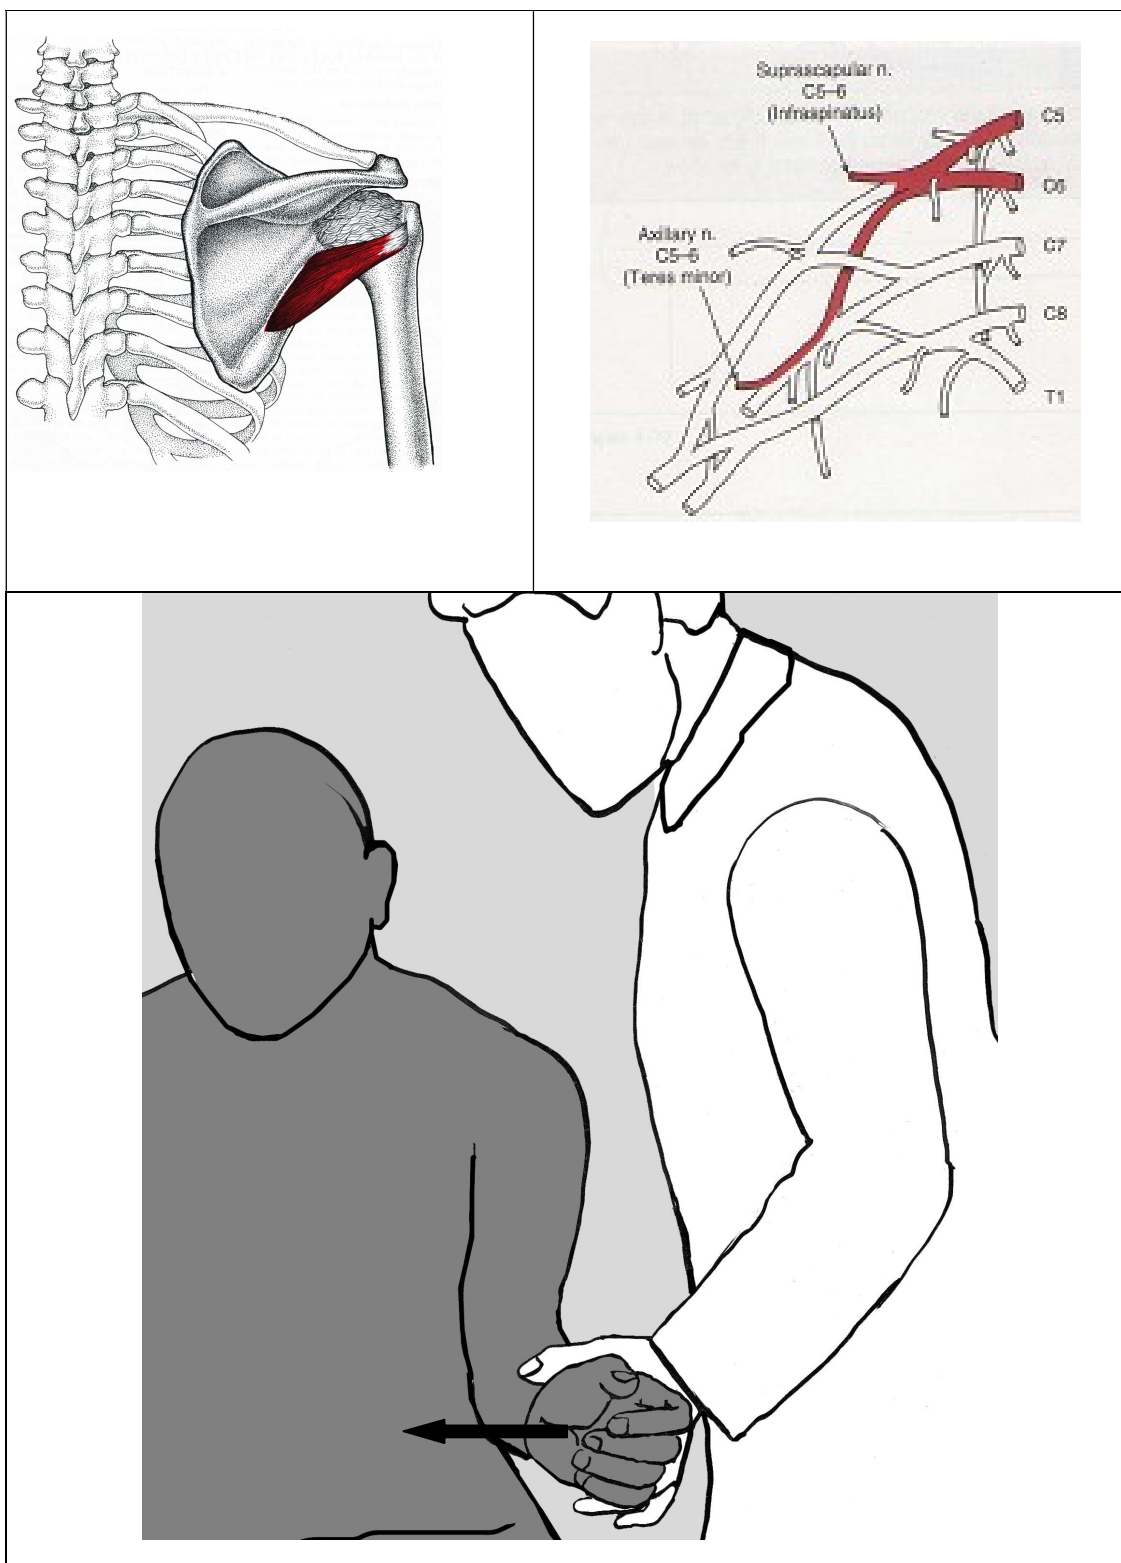 Suprascapular n.
C5–6
(Infraspinatus)
C5
C6
C7
C8
T1
Axillary n.
C5–6
(Teres minor)